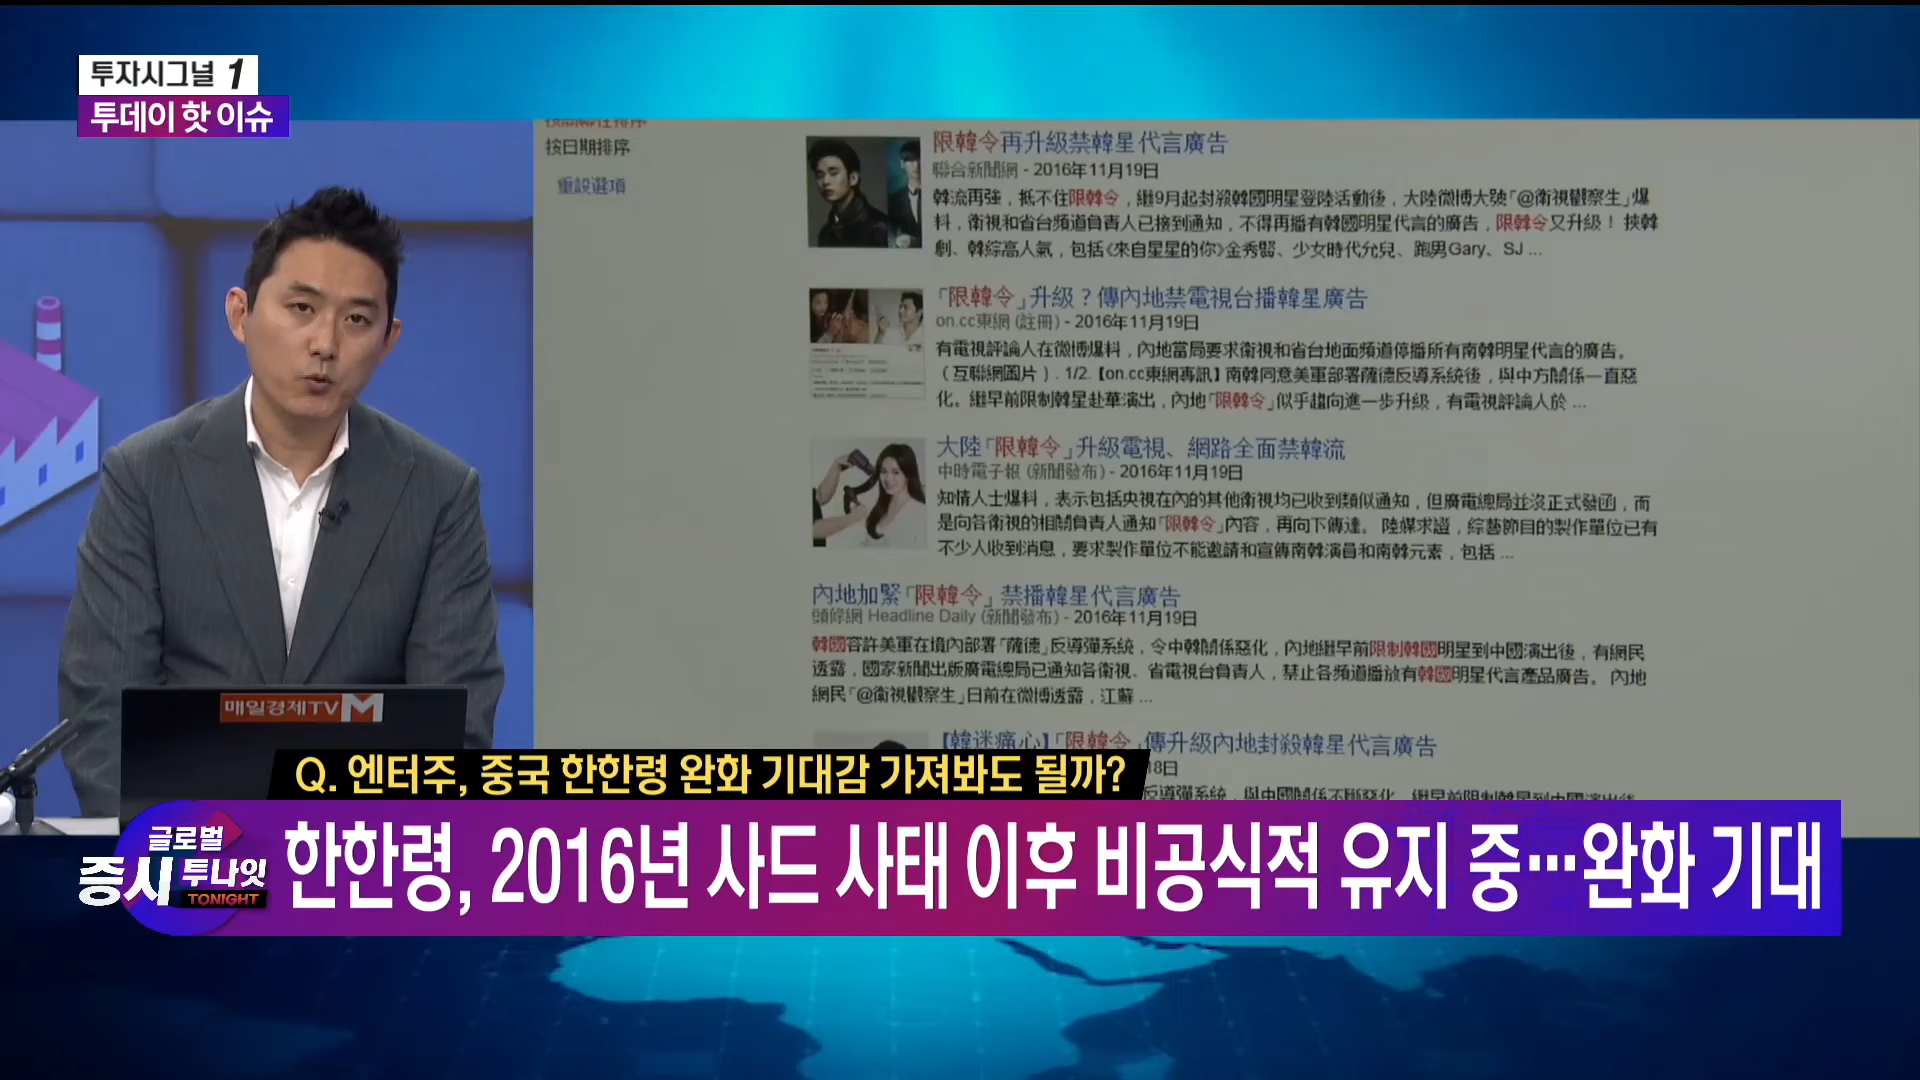 투자시그널 1
투데이 핫 이슈
按日期排序
重設選項
限韓令再升級禁韓星代言廣告
聯合新聞網 - 2016年11月19日
韓流再強，抵不住限韓令，繼9月起封殺韓國明星登陸活動後，大陸微博大號「@衛視觀察生」爆
料，衛視和省台頻道負責人已接到通知，不得再播有韓國明星代言的廣告，限韓令又升級！ 挾韓
劇、韓綜高人氣，包括《來自星星的你》金秀賢、少女時代允兒、跑男Gary、SJ ...
「限韓令」升級？傳內地禁電視台播韓星廣告
on.cc東網 (註冊) - 2016年11月19日
有電視評論人在微博爆料，內地當局要求衛視和省台地面頻道停播所有南韓明星代言的廣告。
（互聯網圖片）. 1/2.【on.cc東網專訊】南韓同意美軍部署薩德反導系統後，與中方關係一直惡
化。繼早前限制韓星赴華演出，內地「限韓令」似乎趨向進一步升級，有電視評論人於 ...
大陸「限韓令」升級電視、網路全面禁韓流
中時電子報 (新聞發布) - 2016年11月19日
知情人士爆料，表示包括央視在內的其他衛視均已收到類似通知，但廣電總局並沒正式發函，而
是向各衛視的相關負責人通知「限韓令」內容，再向下傳達。 陸媒求證，綜藝節目的製作單位已有
不少人收到消息，要求製作單位不能邀請和宣傳南韓演員和南韓元素，包括 ...
內地加緊「限韓令」禁播韓星代言廣告
頭條網 Headline Daily (新聞發布) - 2016年11月19日
韓國容許美軍在境內部署「薩德」反導彈系統，令中韓關係惡化，內地繼早前限制韓國明星到中國演出後，有網民
透露，國家新聞出版廣電總局已通知各衛視、省電視台負責人，禁止各頻道播放有韓國明星代言產品廣告。 內地
網民「@衛視觀察生」日前在微博透露，江蘇 ...
【韓迷痛心】「限韓令」傳升級內地封殺韓星代言廣告
18日
매일경제TV M
Q. 엔터주, 중국 한한령 완화 기대감 가져봐도 될까?
글로벌
증시 투나잇
TONIGHT
한한령, 2016년 사드 사태 이후 비공식적 유지 중…완화 기대